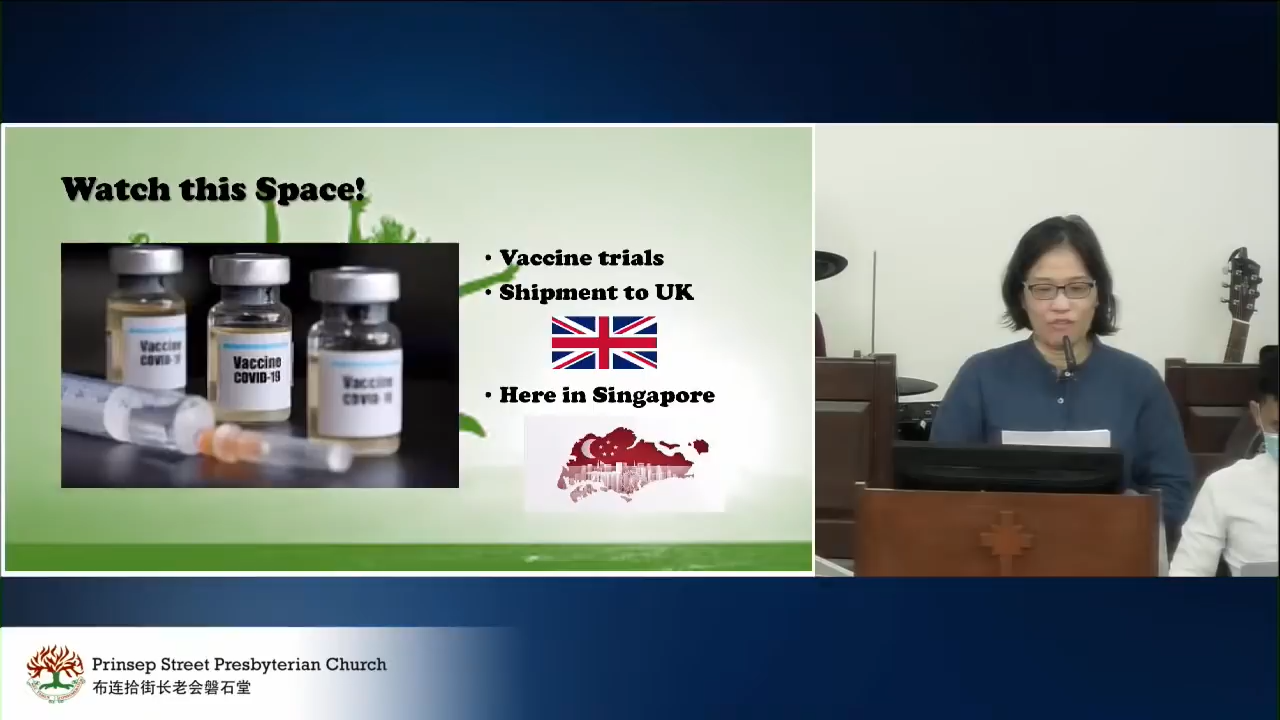 Watch this Space!
Vaccine
COVID-19
Vaccine
COVID-19
Vaccine
COVID-19
• Vaccine trials
• Shipment to UK
• Here in Singapore
Prinsep Street Presbyterian Church
布连拾街长老会磐石堂